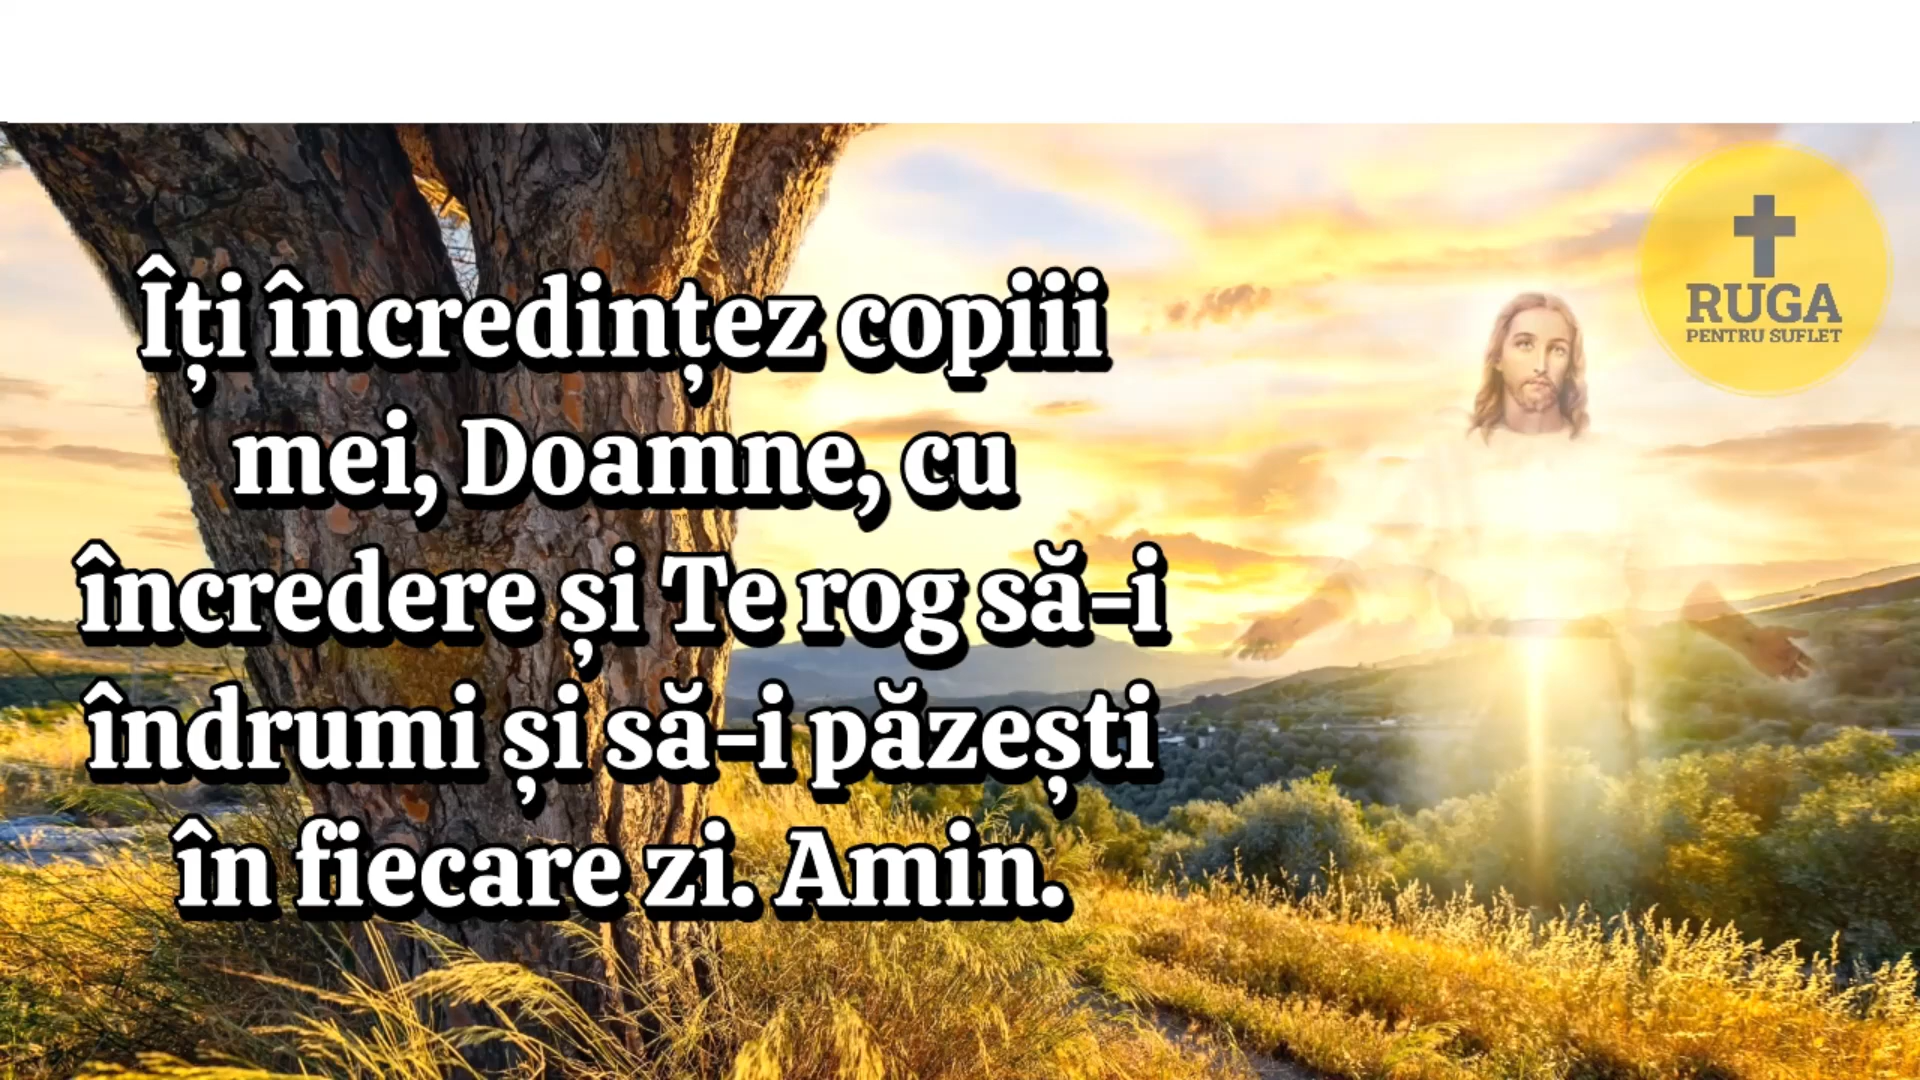 Îți încredințez copiii
mei, Doamne, cu
încredere și Te rog să-i
îndrumi și să-i păzești
în fiecare zi. Amin.
RUGA
PENTRU SUFLET